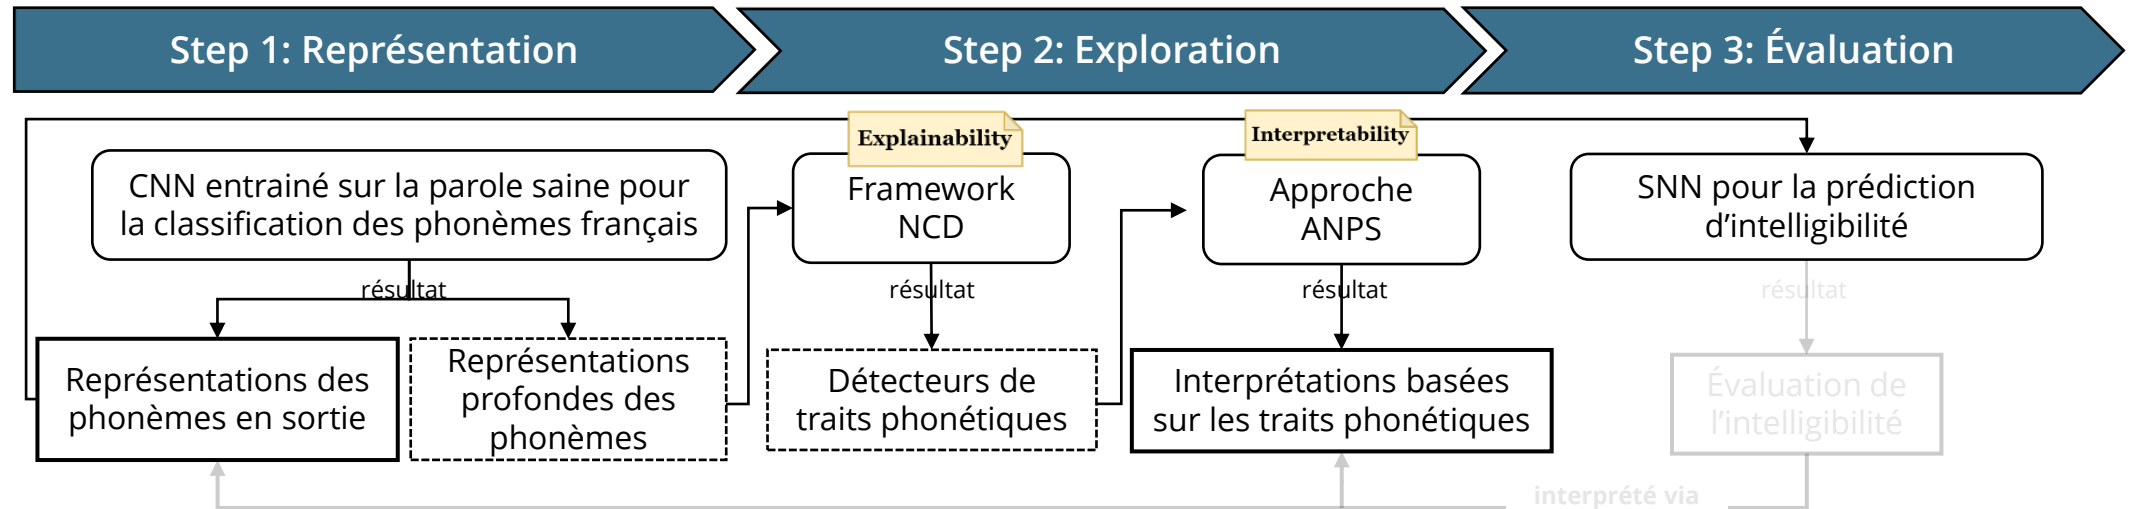 Step 1: Représentation
Step 2: Exploration
Step 3: Évaluation
Explainability
Interpretability
CNN entrainé sur la parole saine pour
la classification des phonèmes français
Framework
NCD
Approche
ANPS
SNN pour la prédiction
d’intelligibilité
résultat
résultat
résultat
résultat
Représentations des
phonèmes en sortie
Représentations
profondes des
phonèmes
Détecteurs de
traits phonétiques
Interprétations basées
sur les traits phonétiques
Évaluation de
l’intelligibilité
interprété via